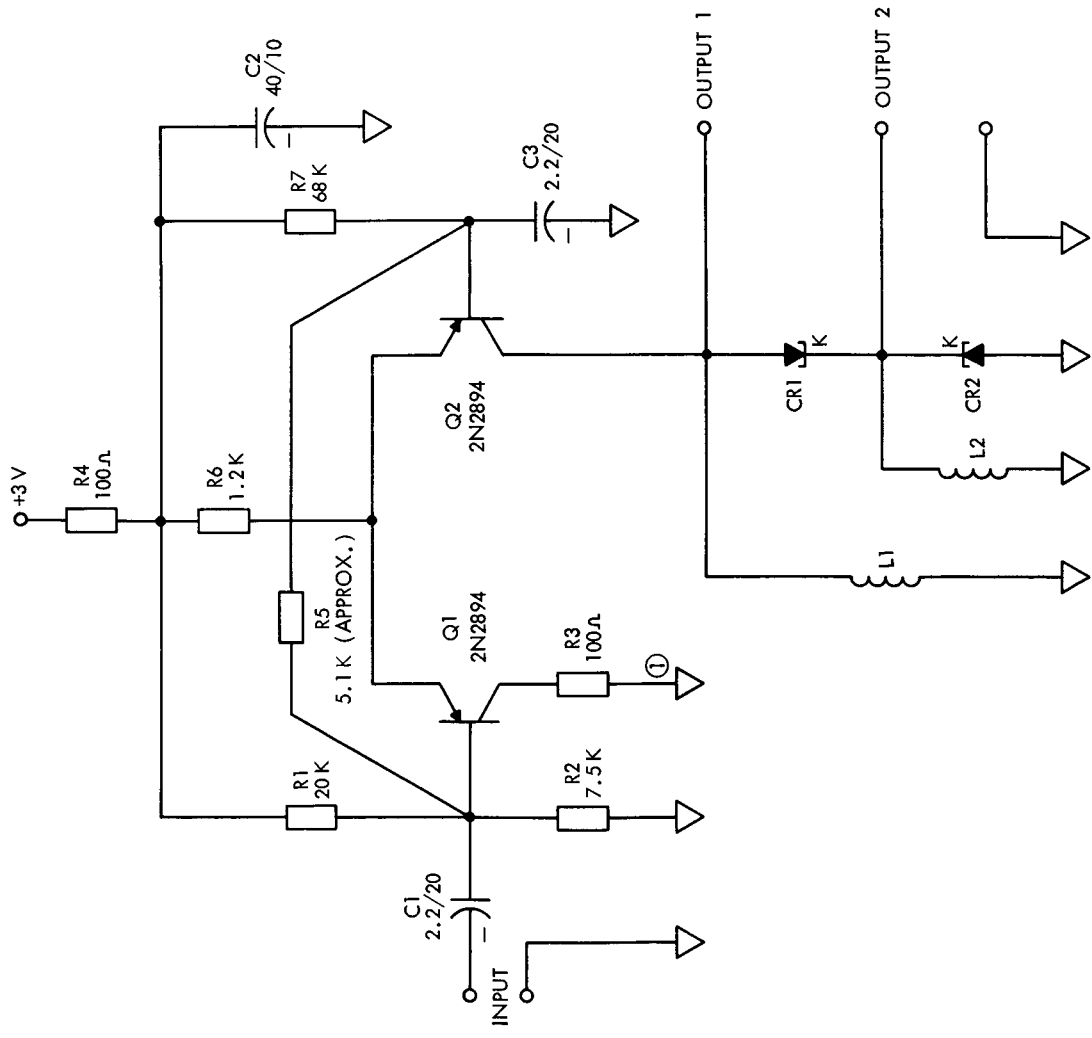 +3 V
R4
100Ω
C2
40/10
R6
1.2 K
R7
68 K
R5
5.1 K (APPROX.)
R1
20 K
C3
2.2/20
–
–
Q1
2N2894
Q2
2N2894
C1
2.2/20
–
INPUT
R2
7.5 K
R3
100Ω
1
OUTPUT 1
CR1
K
OUTPUT 2
K
CR2
L1
L2